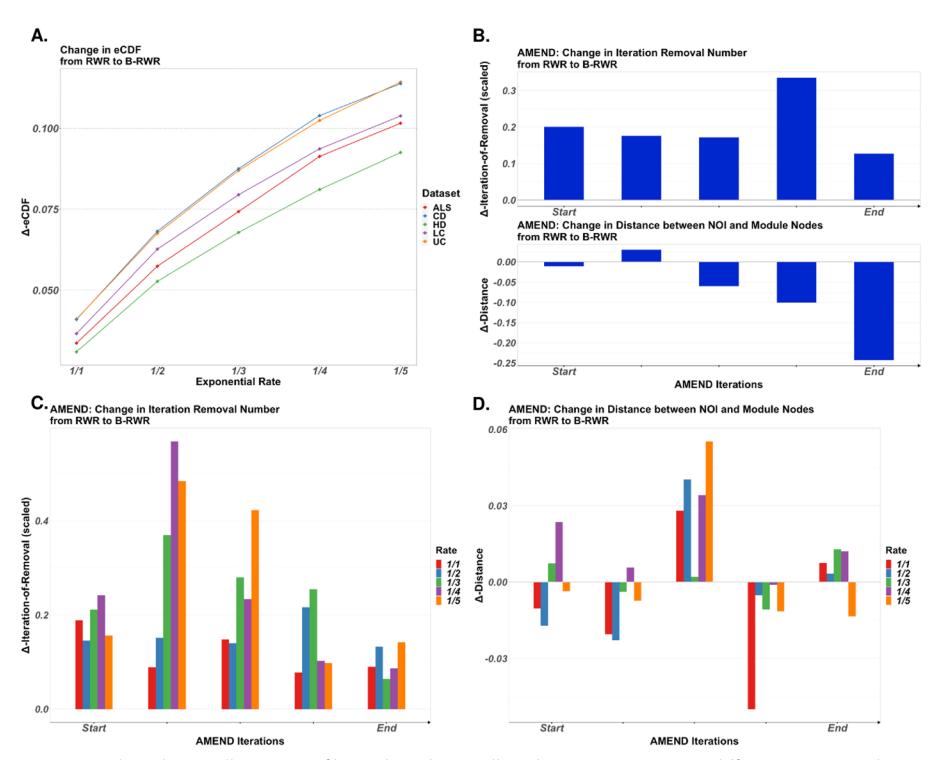 A.
Change in eCDF
from RWR to B-RWR
Δ-eCDF
0.100
0.075
0.050
1/1
1/2
1/3
1/4
1/5
Exponential Rate
Dataset
ALS
CD
HD
LC
UC
B.
AMEND: Change in Iteration Removal Number
from RWR to B-RWR
Δ-Iteration-of-Removal (scaled)
0.3
0.2
0.1
0.0
Start
End
AMEND: Change in Distance between NOI and Module Nodes
from RWR to B-RWR
Δ-Distance
0.00
-0.05
-0.10
-0.15
-0.20
-0.25
Start
End
AMEND Iterations
C.
AMEND: Change in Iteration Removal Number
from RWR to B-RWR
Δ-Iteration-of-Removal (scaled)
0.4
0.2
0.0
Start
End
AMEND Iterations
Rate
1/1
1/2
1/3
1/4
1/5
D.
AMEND: Change in Distance between NOI and Module Nodes
from RWR to B-RWR
Δ-Distance
0.06
0.03
0.00
-0.03
Start
End
AMEND Iterations
Rate
1/1
1/2
1/3
1/4
1/5